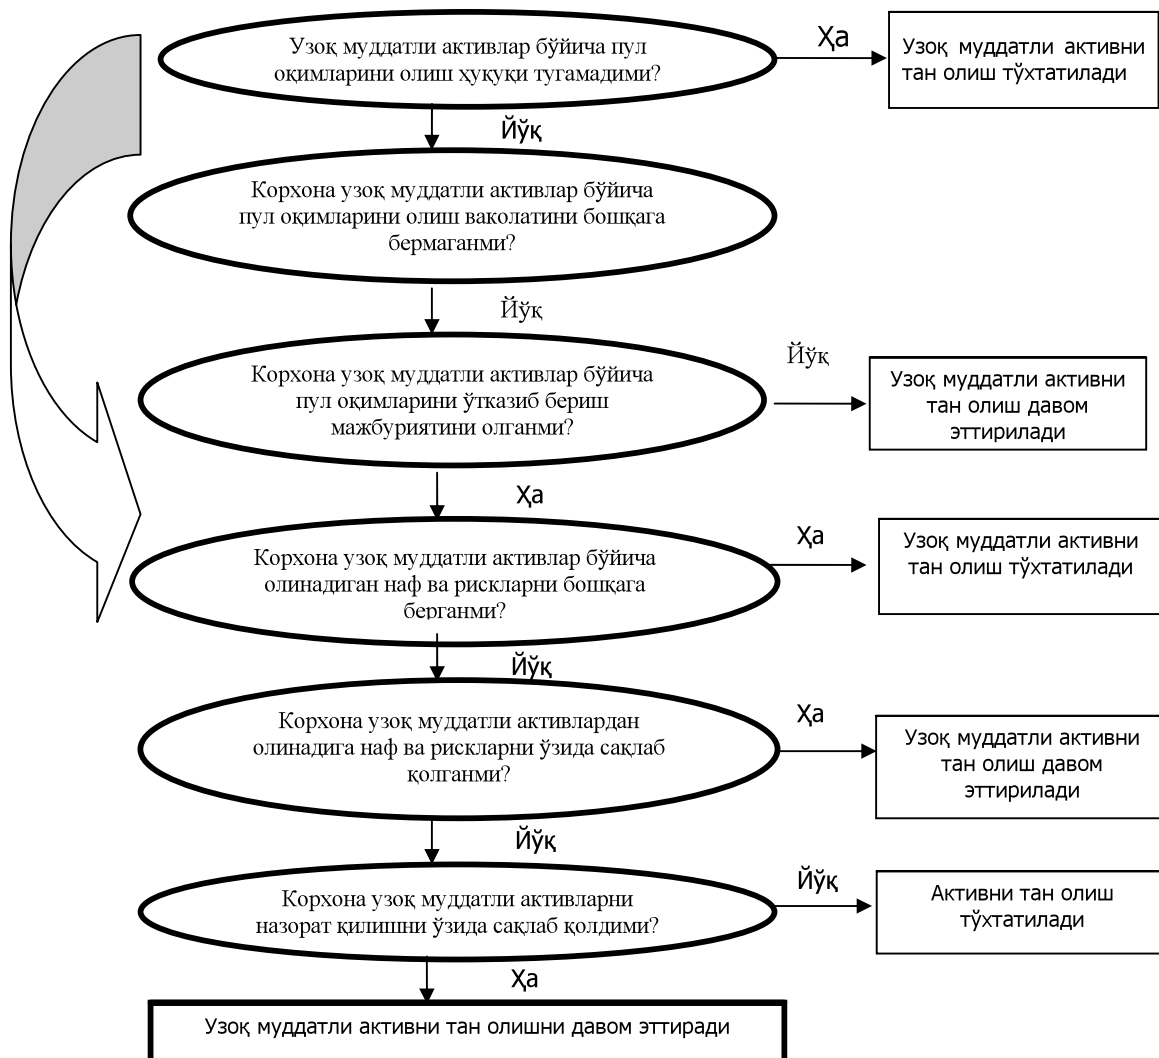 Узоқ муддатли активлар бўйича пул
оқимларини олиш ҳуқуқи тугамадими?
Ҳа
Узоқ муддатли активни
тан олиш тўхтатилади
Йўқ
Корхона узоқ муддатли активлар бўйича
пул оқимларини олиш ваколатини бошқага
бермаганми?
Йўқ
Корхона узоқ муддатли активлар бўйича
пул оқимларини ўтказиб бериш
мажбуриятини олганми?
Йўқ
Узоқ муддатли активни
тан олиш давом
эттирилади
Ҳа
Корхона узоқ муддатли активлар бўйича
олинадиган наф ва рискларни бошқага
берганми?
Ҳа
Узоқ муддатли активни
тан олиш тўхтатилади
Йўқ
Корхона узоқ муддатли активлардан
олинадига наф ва рискларни ўзида сақлаб
қолганми?
Ҳа
Узоқ муддатли активни
тан олиш давом
эттирилади
Йўқ
Корхона узоқ муддатли активларни
назорат қилишни ўзида сақлаб қолдими?
Йўқ
Активни тан олиш
тўхтатилади
Ҳа
Узоқ муддатли активни тан олишни давом эттиради